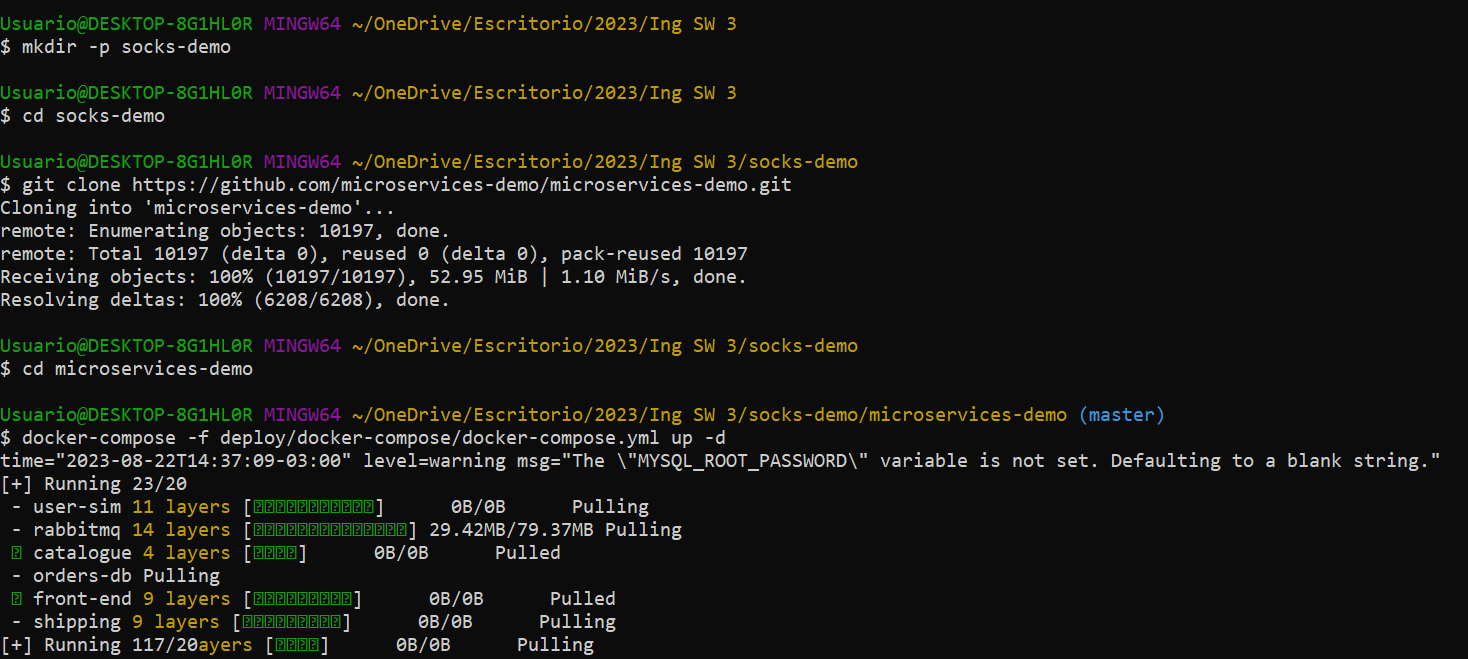 Usuario@DESKTOP-8G1HL0R MINGW64 ~/OneDrive/Escritorio/2023/Ing SW 3
$ mkdir -p socks-demo
Usuario@DESKTOP-8G1HL0R MINGW64 ~/OneDrive/Escritorio/2023/Ing SW 3
$ cd socks-demo
Usuario@DESKTOP-8G1HL0R MINGW64 ~/OneDrive/Escritorio/2023/Ing SW 3/socks-demo
$ git clone https://github.com/microservices-demo/microservices-demo.git
Cloning into 'microservices-demo'...
remote: Enumerating objects: 10197, done.
remote: Total 10197 (delta 0), reused 0 (delta 0), pack-reused 10197
Receiving objects: 100% (10197/10197), 52.95 MiB | 1.10 MiB/s, done.
Resolving deltas: 100% (6208/6208), done.
Usuario@DESKTOP-8G1HL0R MINGW64 ~/OneDrive/Escritorio/2023/Ing SW 3/socks-demo
$ cd microservices-demo
Usuario@DESKTOP-8G1HL0R MINGW64 ~/OneDrive/Escritorio/2023/Ing SW 3/socks-demo/microservices-demo (master)
$ docker-compose -f deploy/docker-compose/docker-compose.yml up -d
time="2023-08-22T14:37:09-03:00" level=warning msg="The \"MYSQL_ROOT_PASSWORD\" variable is not set. Defaulting to a blank string."
[+] Running 23/20
 - user-sim 11 layers [⍰⍰⍰⍰⍰⍰⍰⍰⍰⍰⍰] 0B/0B Pulling
 - rabbitmq 14 layers [⍰⍰⍰⍰⍰⍰⍰⍰⍰⍰⍰⍰⍰⍰] 29.42MB/79.37MB Pulling
 ⍰ catalogue 4 layers [⍰⍰⍰⍰] 0B/0B Pulled
 - orders-db Pulling
 ⍰ front-end 9 layers [⍰⍰⍰⍰⍰⍰⍰⍰⍰] 0B/0B Pulled
 - shipping 9 layers [⍰⍰⍰⍰⍰⍰⍰⍰⍰] 0B/0B Pulling
[+] Running 117/20ayers [⍰⍰⍰⍰] 0B/0B Pulling